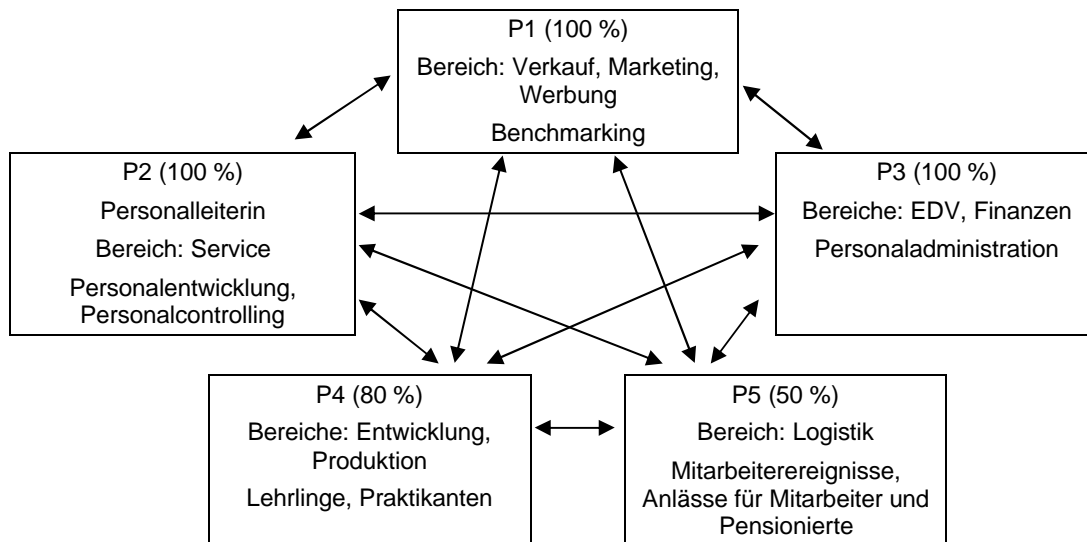 P1 (100 %)
Bereich: Verkauf, Marketing,
Werbung
Benchmarking
P2 (100 %)
Personalleiterin
Bereich: Service
Personalentwicklung,
Personalcontrolling
P3 (100 %)
Bereiche: EDV, Finanzen
Personaladministration
P4 (80 %)
Bereiche: Entwicklung,
Produktion
Lehrlinge, Praktikanten
P5 (50 %)
Bereich: Logistik
Mitarbeiterereignisse,
Anlässe für Mitarbeiter und
Pensionierte